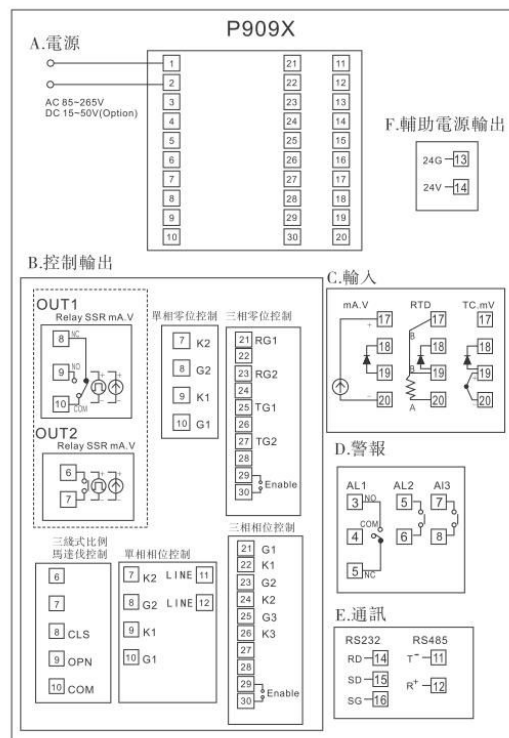 P909X
A.電源
AC 85~265V
DC 15~50V(Option)
1 21 11
2 22 12
3 23 13
4 24 14
5 25 15
6 26 16
7 27 17
8 28 18
9 29 19
10 30 20
F.輔助電源輸出
24G 13
24V 14
B.控制輸出
OUT1
Relay SSR mA.V
8 NC
9 NO
10 COM
+ +
- -
OUT2
Relay SSR mA.V
6
7
+ +
- -
單相零位控制
7 K2
8 G2
9 K1
10 G1
三相零位控制
21 RG1
22
23 RG2
24
25 TG1
26
27 TG2
28
29
30 Enable
三綫式比例
馬達伐控制
6
7
8 CLS
9 OPN
10 COM
單相相位控制
7 K2 LINE 11
8 G2 LINE 12
9 K1
10 G1
三相相位控制
21 G1
22 K1
23 G2
24 K2
25 G3
26 K3
27
28
29
30 Enable
C.輸入
mA.V RTD TC.mV
+ 17 B 17 17
18 18 18
19 B 19 19
- 20 A 20 20
D.警報
AL1 AL2 AI3
3 NO 5 7
COM
4 6 8
5 NC
E.通訊
RS232 RS485
RD 14 T- 11
SD 15 R+ 12
SG 16